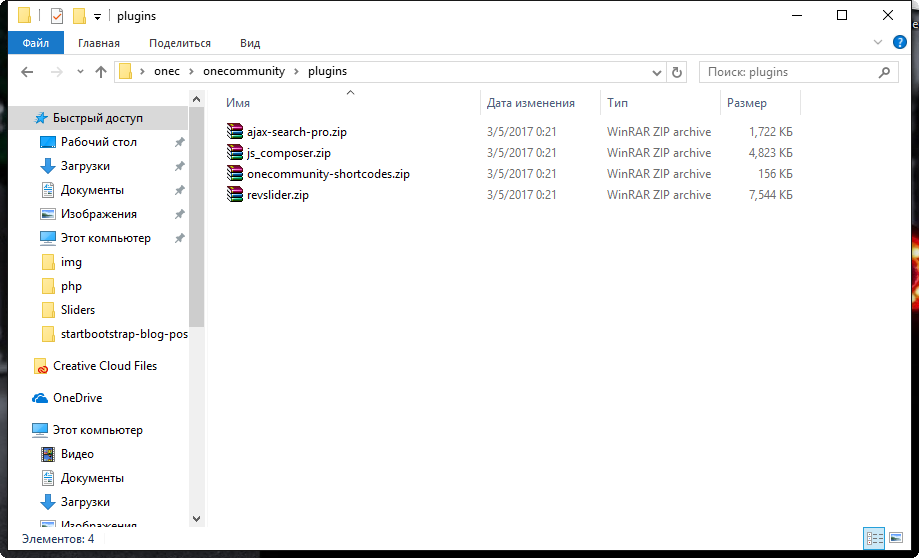 plugins
Файл Главная Поделиться Вид
onec onecommunity plugins Поиск: plugins
Имя Дата изменения Тип Размер
ajax-search-pro.zip 3/5/2017 0:21 WinRAR ZIP archive 1,722 КБ
js_composer.zip 3/5/2017 0:21 WinRAR ZIP archive 4,823 КБ
onecommunity-shortcodes.zip 3/5/2017 0:21 WinRAR ZIP archive 156 КБ
revslider.zip 3/5/2017 0:21 WinRAR ZIP archive 7,544 КБ
Быстрый доступ
Рабочий стол
Загрузки
Документы
Изображения
Этот компьютер
img
php
Sliders
startbootstrap-blog-pos
Creative Cloud Files
OneDrive
Этот компьютер
Видео
Документы
Загрузки
Изображения
Элементов: 4